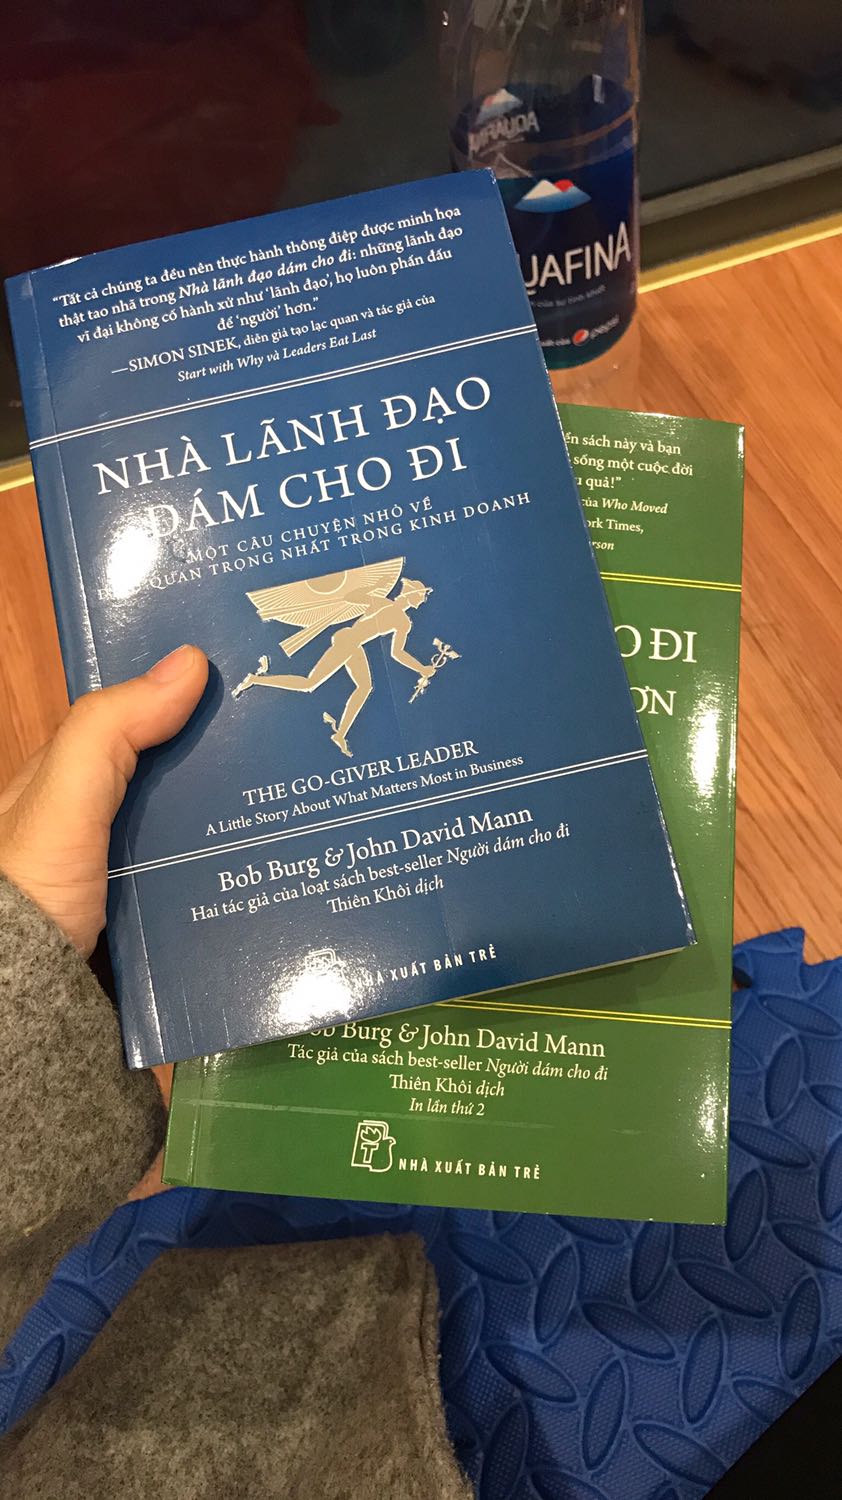 “Tất cả chúng ta đều nên thực hành thông điệp được minh họa
thật tao nhã trong Nhà lãnh đạo dám cho đi: những lãnh đạo
vĩ đại không cố hành xử như ‘lãnh đạo’, họ luôn phấn đấu
để ‘người’ hơn.”
—SIMON SINEK, diễn giả tạo lạc quan và tác giả của
Start with Why và Leaders Eat Last
NHÀ LÃNH ĐẠO
DÁM CHO ĐI
MỘT CÂU CHUYỆN NHỎ VỀ
QUAN TRỌNG NHẤT TRONG KINH DOANH
THE GO-GIVER LEADER
A Little Story About What Matters Most in Business
Bob Burg & John David Mann
Hai tác giả của loạt sách best-seller Người dám cho đi
Thiên Khôi dịch
NHÀ XUẤT BẢN TRẺ
sách này và bạn
sống một cuộc đời
quả!”
của Who Moved
Times,
ĐI
Burg & John David Mann
Tác giả của sách best-seller Người dám cho đi
Thiên Khôi dịch
In lần thứ 2
NHÀ XUẤT BẢN TRẺ
AQUAFINA
UAFINA
của sự tinh khiết
của pepsi